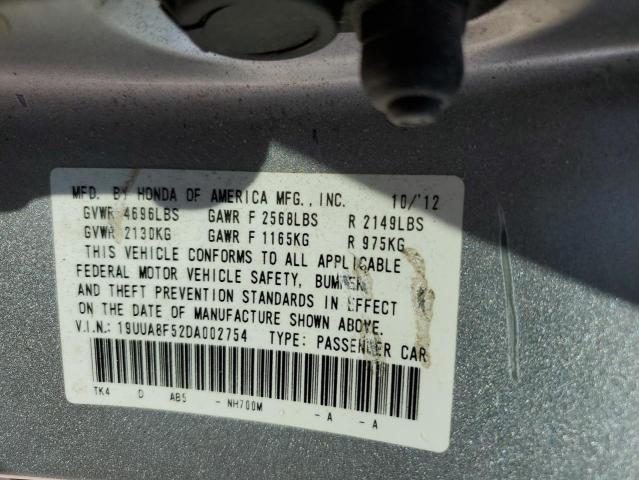 MFD. BY HONDA OF AMERICA MFG., INC. 10/'12
GVWR 4696LBS GAWR F 2568LBS R 2149LBS
GVWR 2130KG GAWR F 1165KG R 975KG
THIS VEHICLE CONFORMS TO ALL APPLICABLE
FEDERAL MOTOR VEHICLE SAFETY, BUMPER
AND THEFT PREVENTION STANDARDS IN EFFECT
ON THE DATE OF MANUFACTURE SHOWN ABOVE.
V.I.N.: 19UUA8F52DA002754 TYPE: PASSENGER CAR
TK4 D AB5 - NH700M - A - A